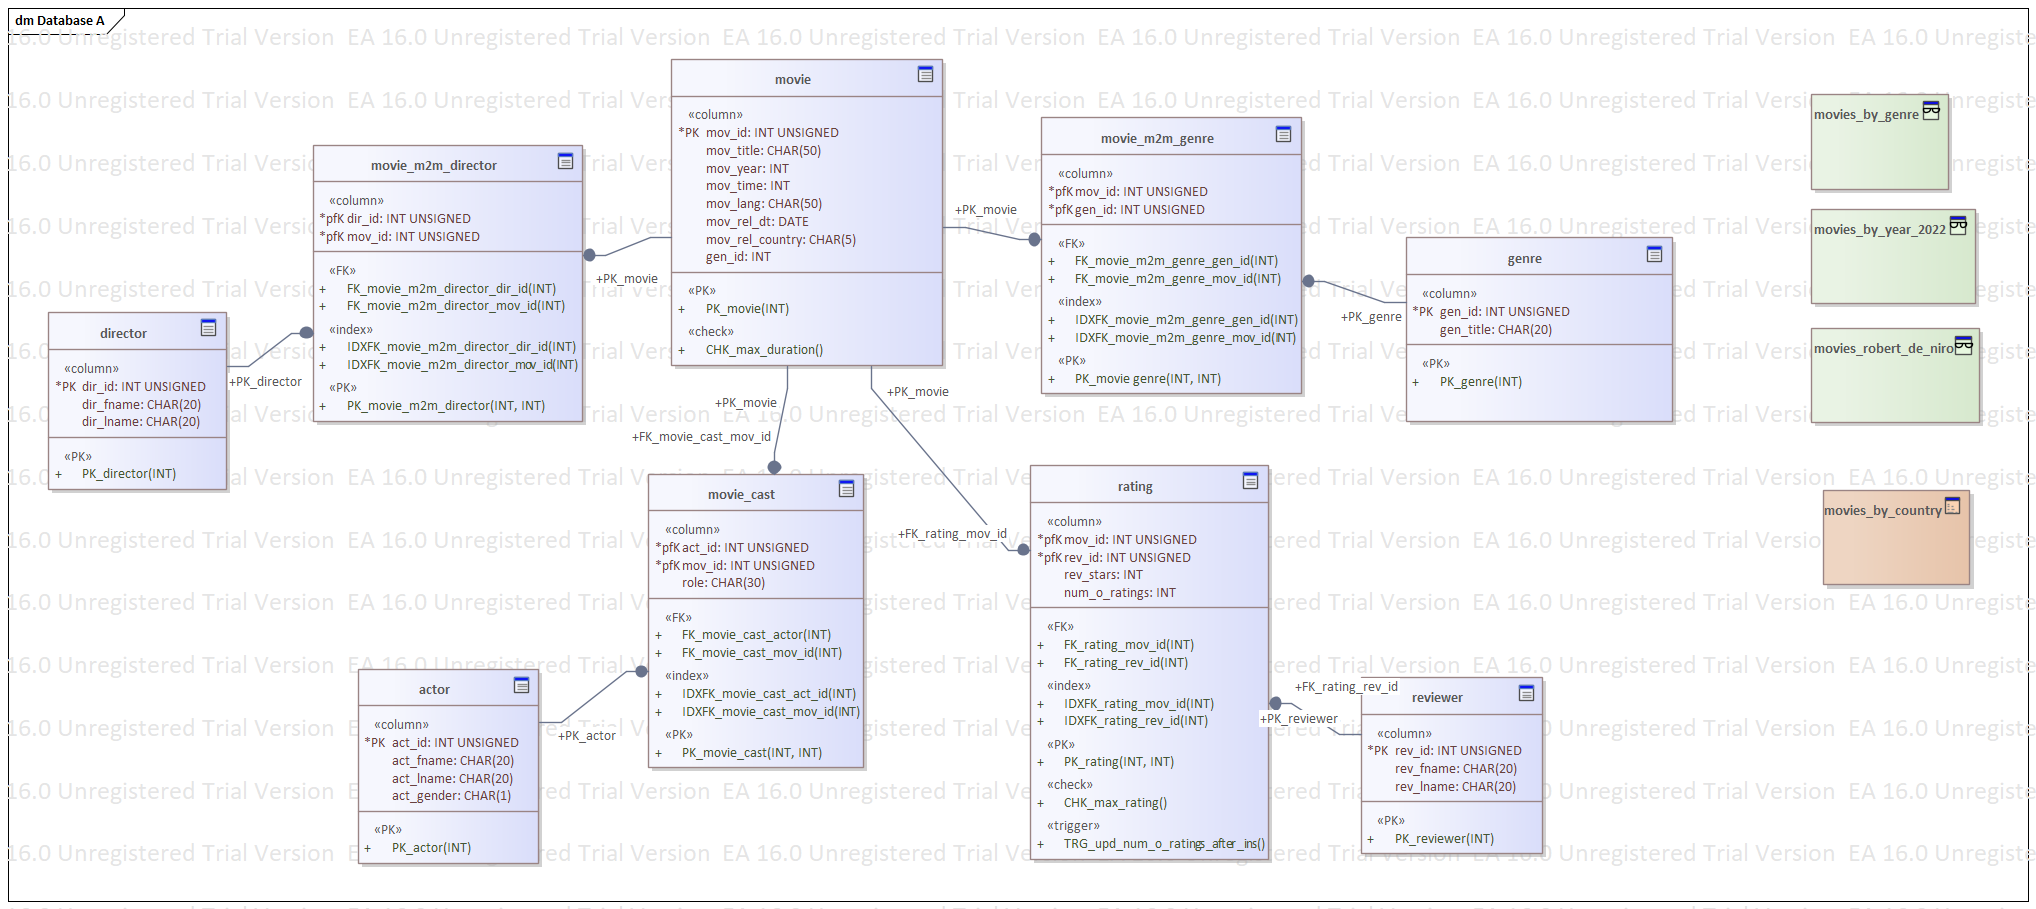 dm Database A
EA 16.0 Unregistered Trial Version
movie
«column»
*PK mov_id: INT UNSIGNED
mov_title: CHAR(50)
mov_year: INT
mov_time: INT
mov_lang: CHAR(50)
mov_rel_dt: DATE
mov_rel_country: CHAR(5)
gen_id: INT
«PK»
+ PK_movie(INT)
«check»
+ CHK_max_duration()
movie_m2m_director
«column»
*pfK dir_id: INT UNSIGNED
*pfK mov_id: INT UNSIGNED
«FK»
+ FK_movie_m2m_director_dir_id(INT)
+ FK_movie_m2m_director_mov_id(INT)
«index»
+ IDXFK_movie_m2m_director_dir_id(INT)
+ IDXFK_movie_m2m_director_mov_id(INT)
«PK»
+ PK_movie_m2m_director(INT, INT)
+PK_movie
director
«column»
*PK dir_id: INT UNSIGNED
dir_fname: CHAR(20)
dir_lname: CHAR(20)
«PK»
+ PK_director(INT)
+PK_director
movie_m2m_genre
«column»
*pfK mov_id: INT UNSIGNED
*pfK gen_id: INT UNSIGNED
«FK»
+ FK_movie_m2m_genre_gen_id(INT)
+ FK_movie_m2m_genre_mov_id(INT)
«index»
+ IDXFK_movie_m2m_genre_gen_id(INT)
+ IDXFK_movie_m2m_genre_mov_id(INT)
«PK»
+ PK_movie genre(INT, INT)
+PK_movie
genre
«column»
*PK gen_id: INT UNSIGNED
gen_title: CHAR(20)
«PK»
+ PK_genre(INT)
+PK_genre
movies_by_genre
movies_by_year_2022
movies_robert_de_niro
movies_by_country
+PK_movie
+FK_movie_cast_mov_id
+PK_movie
+FK_rating_mov_id
movie_cast
«column»
*pfK act_id: INT UNSIGNED
*pfK mov_id: INT UNSIGNED
role: CHAR(30)
«FK»
+ FK_movie_cast_actor(INT)
+ FK_movie_cast_mov_id(INT)
«index»
+ IDXFK_movie_cast_act_id(INT)
+ IDXFK_movie_cast_mov_id(INT)
«PK»
+ PK_movie_cast(INT, INT)
actor
«column»
*PK act_id: INT UNSIGNED
act_fname: CHAR(20)
act_lname: CHAR(20)
act_gender: CHAR(1)
«PK»
+ PK_actor(INT)
+PK_actor
rating
«column»
*pfK mov_id: INT UNSIGNED
*pfK rev_id: INT UNSIGNED
rev_stars: INT
num_o_ratings: INT
«FK»
+ FK_rating_mov_id(INT)
+ FK_rating_rev_id(INT)
«index»
+ IDXFK_rating_mov_id(INT)
+ IDXFK_rating_rev_id(INT)
«PK»
+ PK_rating(INT, INT)
«check»
+ CHK_max_rating()
«trigger»
+ TRG_upd_num_o_ratings_after_ins()
+FK_rating_rev_id
+PK_reviewer
reviewer
«column»
*PK rev_id: INT UNSIGNED
rev_fname: CHAR(20)
rev_lname: CHAR(20)
«PK»
+ PK_reviewer(INT)